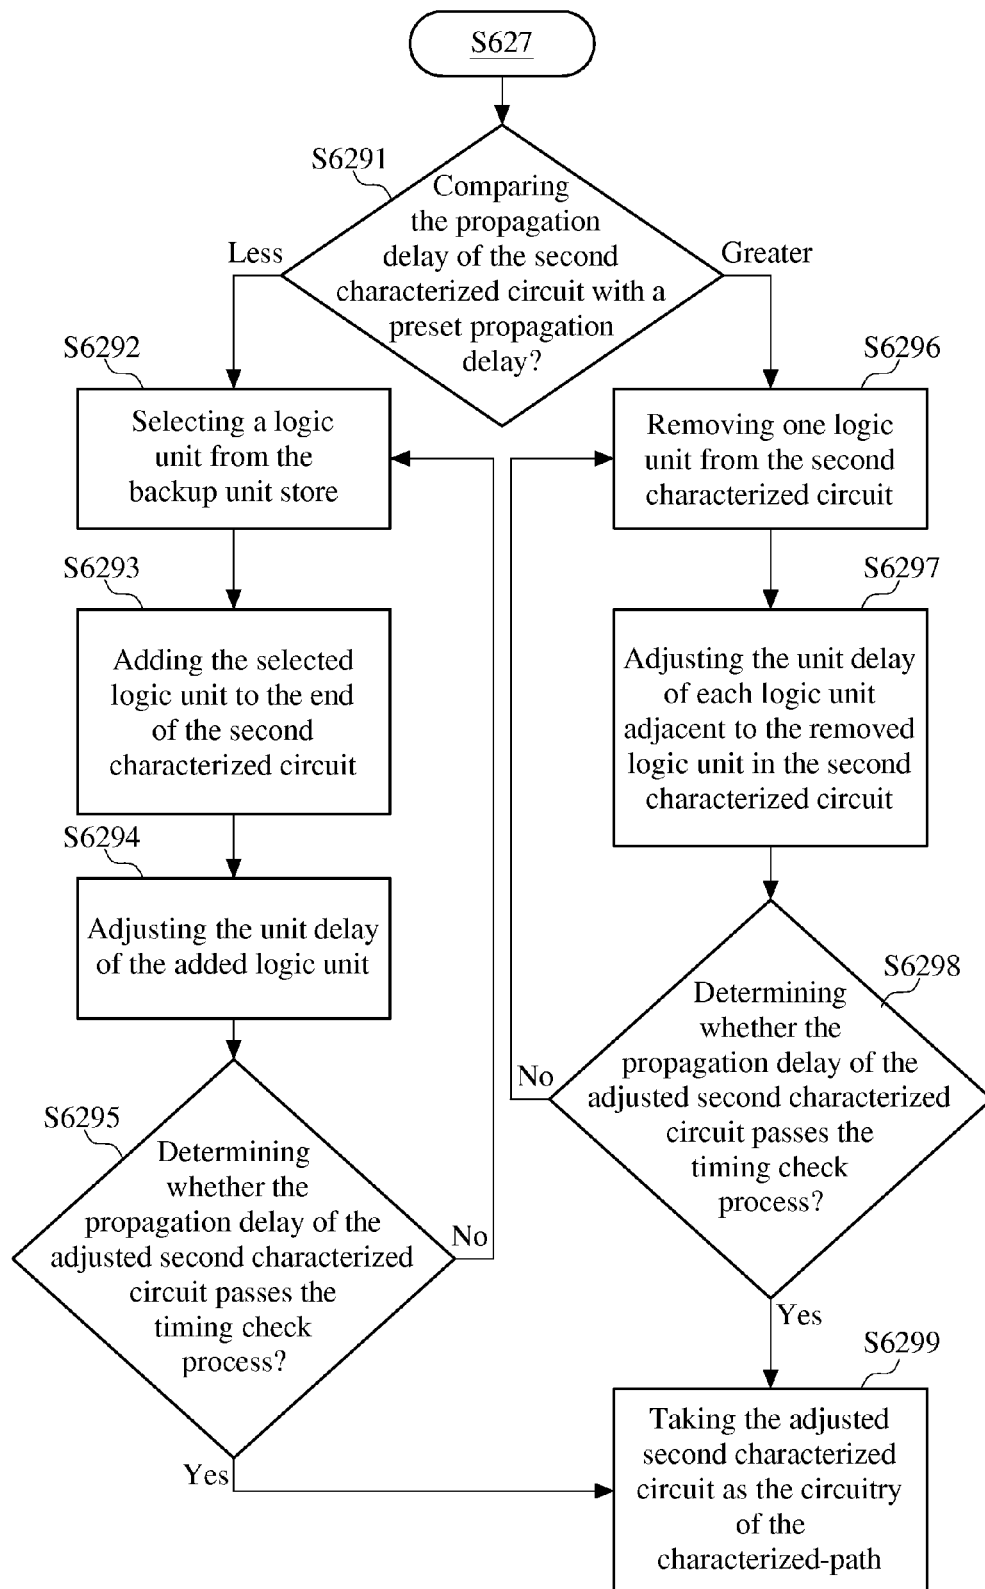 S627
S6291
Comparing
the propagation
delay of the second
characterized circuit with a
preset propagation
delay?
Less
Greater
S6292
Selecting a logic
unit from the
backup unit store
S6296
Removing one logic
unit from the second
characterized circuit
S6293
Adding the selected
logic unit to the end
of the second
characterized circuit
S6297
Adjusting the unit delay
of each logic unit
adjacent to the removed
logic unit in the second
characterized circuit
S6294
Adjusting the unit delay
of the added logic unit
S6298
Determining
whether the
propagation delay of the
adjusted second characterized
circuit passes the
timing check
process?
No
Yes
S6295
Determining
whether the
propagation delay of the
adjusted second characterized
circuit passes the
timing check
process?
No
Yes
S6299
Taking the adjusted
second characterized
circuit as the circuitry
of the
characterized-path